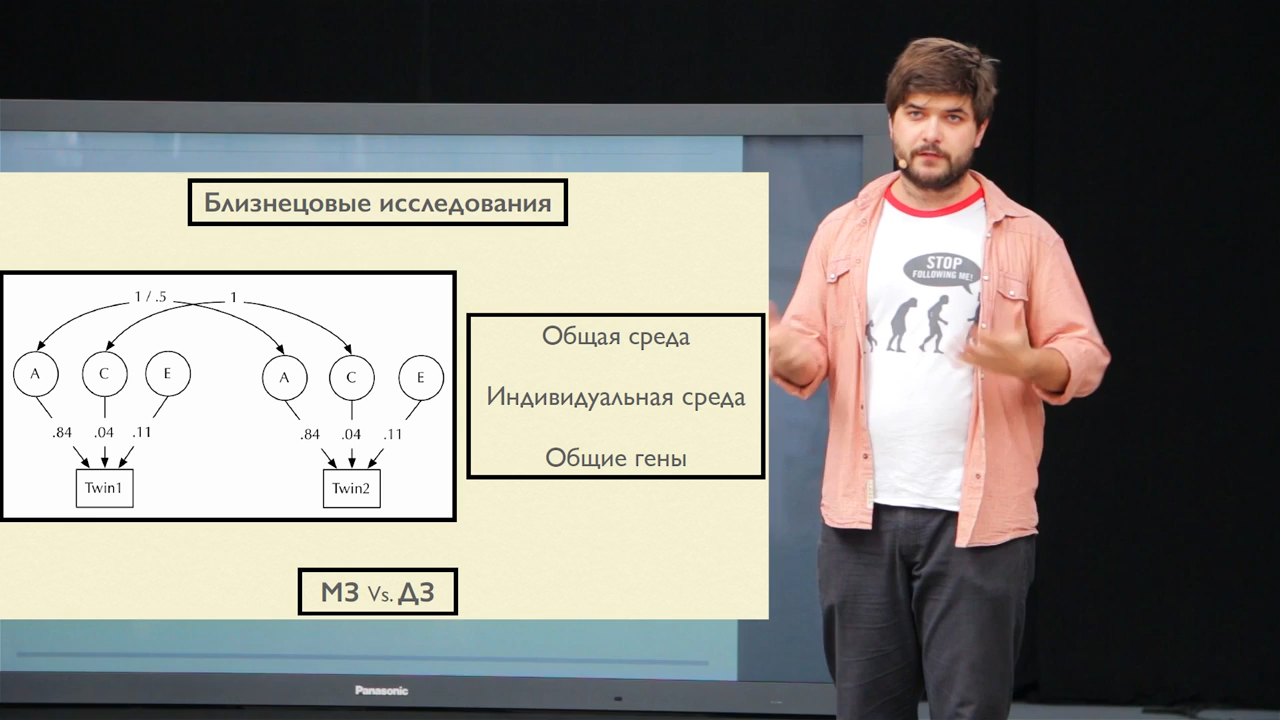 Близнецовые исследования
1 / .5
1
A
C
E
A
C
E
.84
.04
.11
.84
.04
.11
Twin1
Twin2
Общая среда
Индивидуальная среда
Общие гены
МЗ Vs. ДЗ
STOP
FOLLOWING ME!
Panasonic